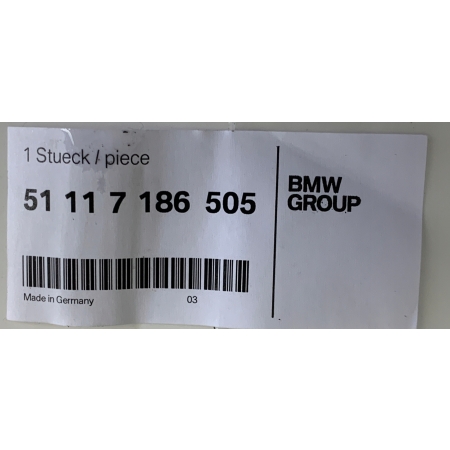 1 Stueck / piece
51 11 7 186 505
BMW
GROUP
Made in Germany 03